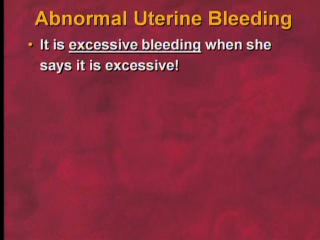 Abnormal Uterine Bleeding
• It is excessive bleeding when she
says it is excessive!